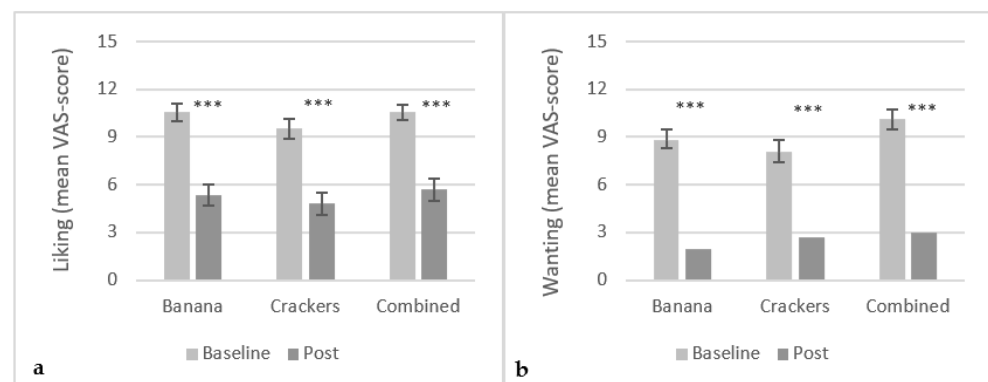 Liking (mean VAS-score)
15
12
9
6
3
0
***
***
***
Banana
Crackers
Combined
Baseline
Post
a
Wanting (mean VAS-score)
15
12
9
6
3
0
***
***
***
Banana
Crackers
Combined
Baseline
Post
b